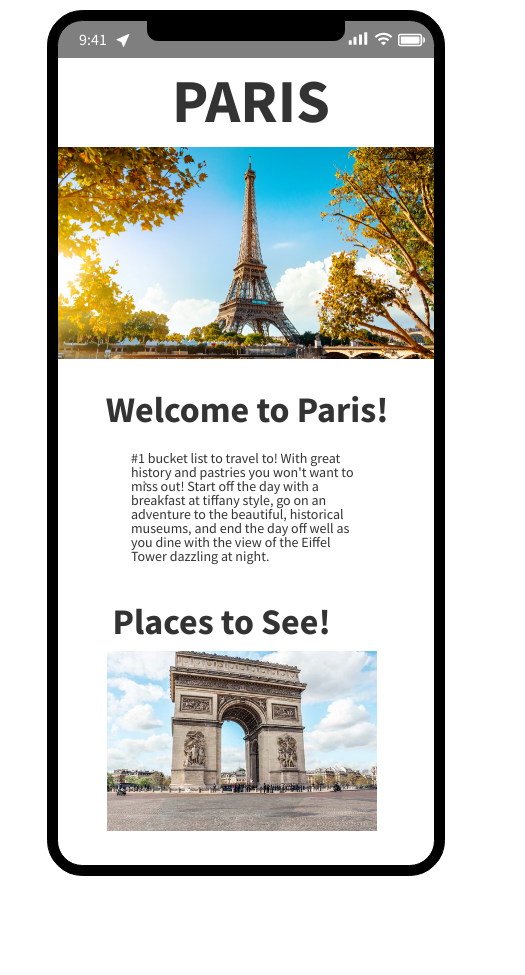 9:41
PARIS
Welcome to Paris!
#1 bucket list to travel to! With great
history and pastries you won't want to
miss out! Start off the day with a
breakfast at tiffany style, go on an
adventure to the beautiful, historical
museums, and end the day off well as
you dine with the view of the Eiffel
Tower dazzling at night.
Places to See!